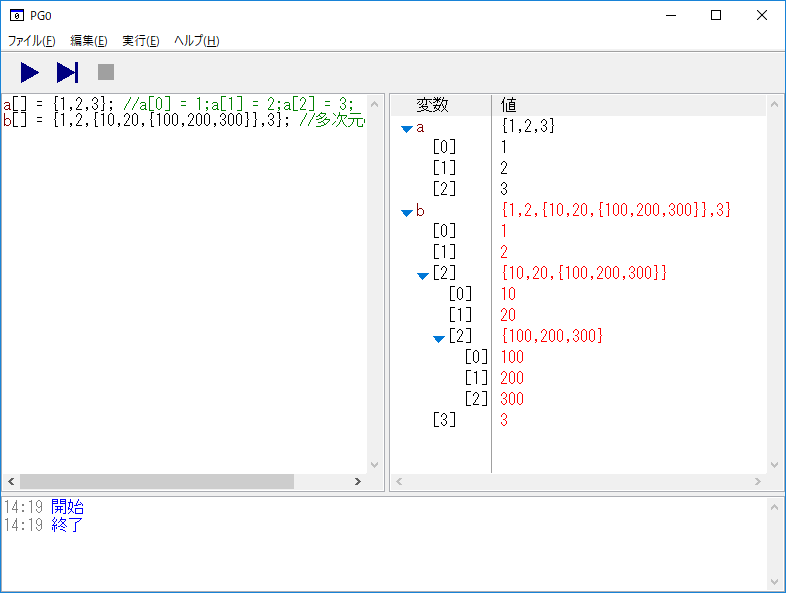 PG0
ファイル(F) 編集(E) 実行(E) ヘルプ(H)
a[] = {1,2,3}; //a[0] = 1;a[1] = 2;a[2] = 3;
b[] = {1,2,{10,20,{100,200,300}},3}; //多次元
変数 値
a {1,2,3}
[0] 1
[1] 2
[2] 3
b {1,2,{10,20,{100,200,300}},3}
[0] 1
[1] 2
[2] {10,20,{100,200,300}}
[0] 10
[1] 20
[2] {100,200,300}
[0] 100
[1] 200
[2] 300
[3] 3
14:19 開始
14:19 終了